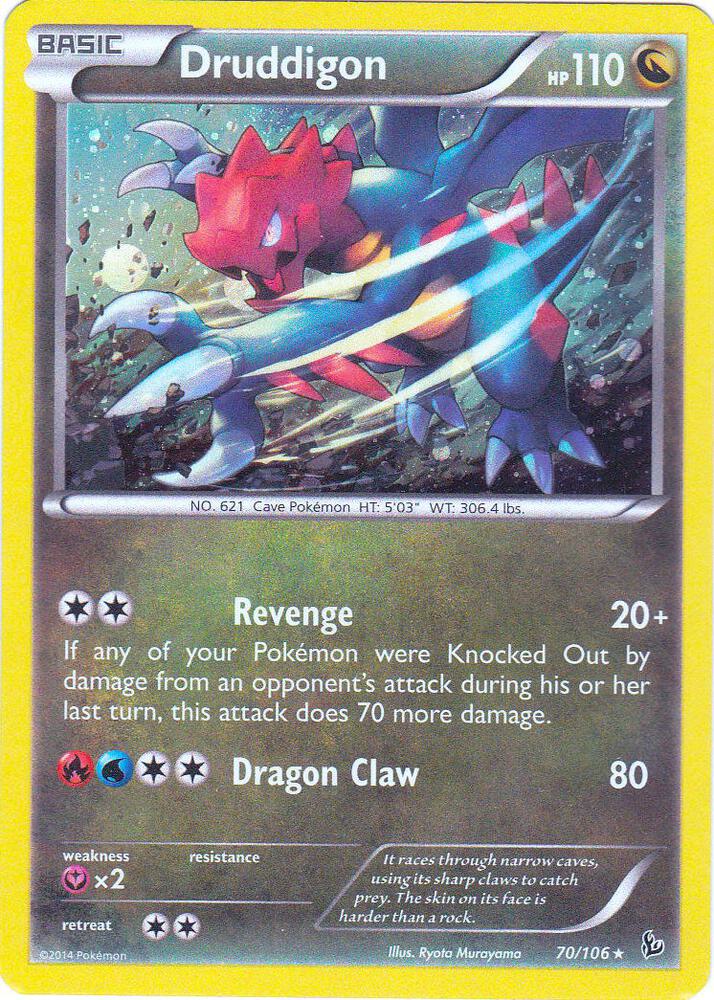 BASIC
Druddigon
HP 110
NO. 621 Cave Pokémon HT: 5'03" WT: 306.4 lbs.
Revenge 20+
If any of your Pokémon were Knocked Out by
damage from an opponent's attack during his or her
last turn, this attack does 70 more damage.
Dragon Claw 80
weakness
×2
resistance
retreat
It races through narrow caves,
using its sharp claws to catch
prey. The skin on its face is
harder than a rock.
©2014 Pokémon
Illus. Ryota Murayama
70/106 ★